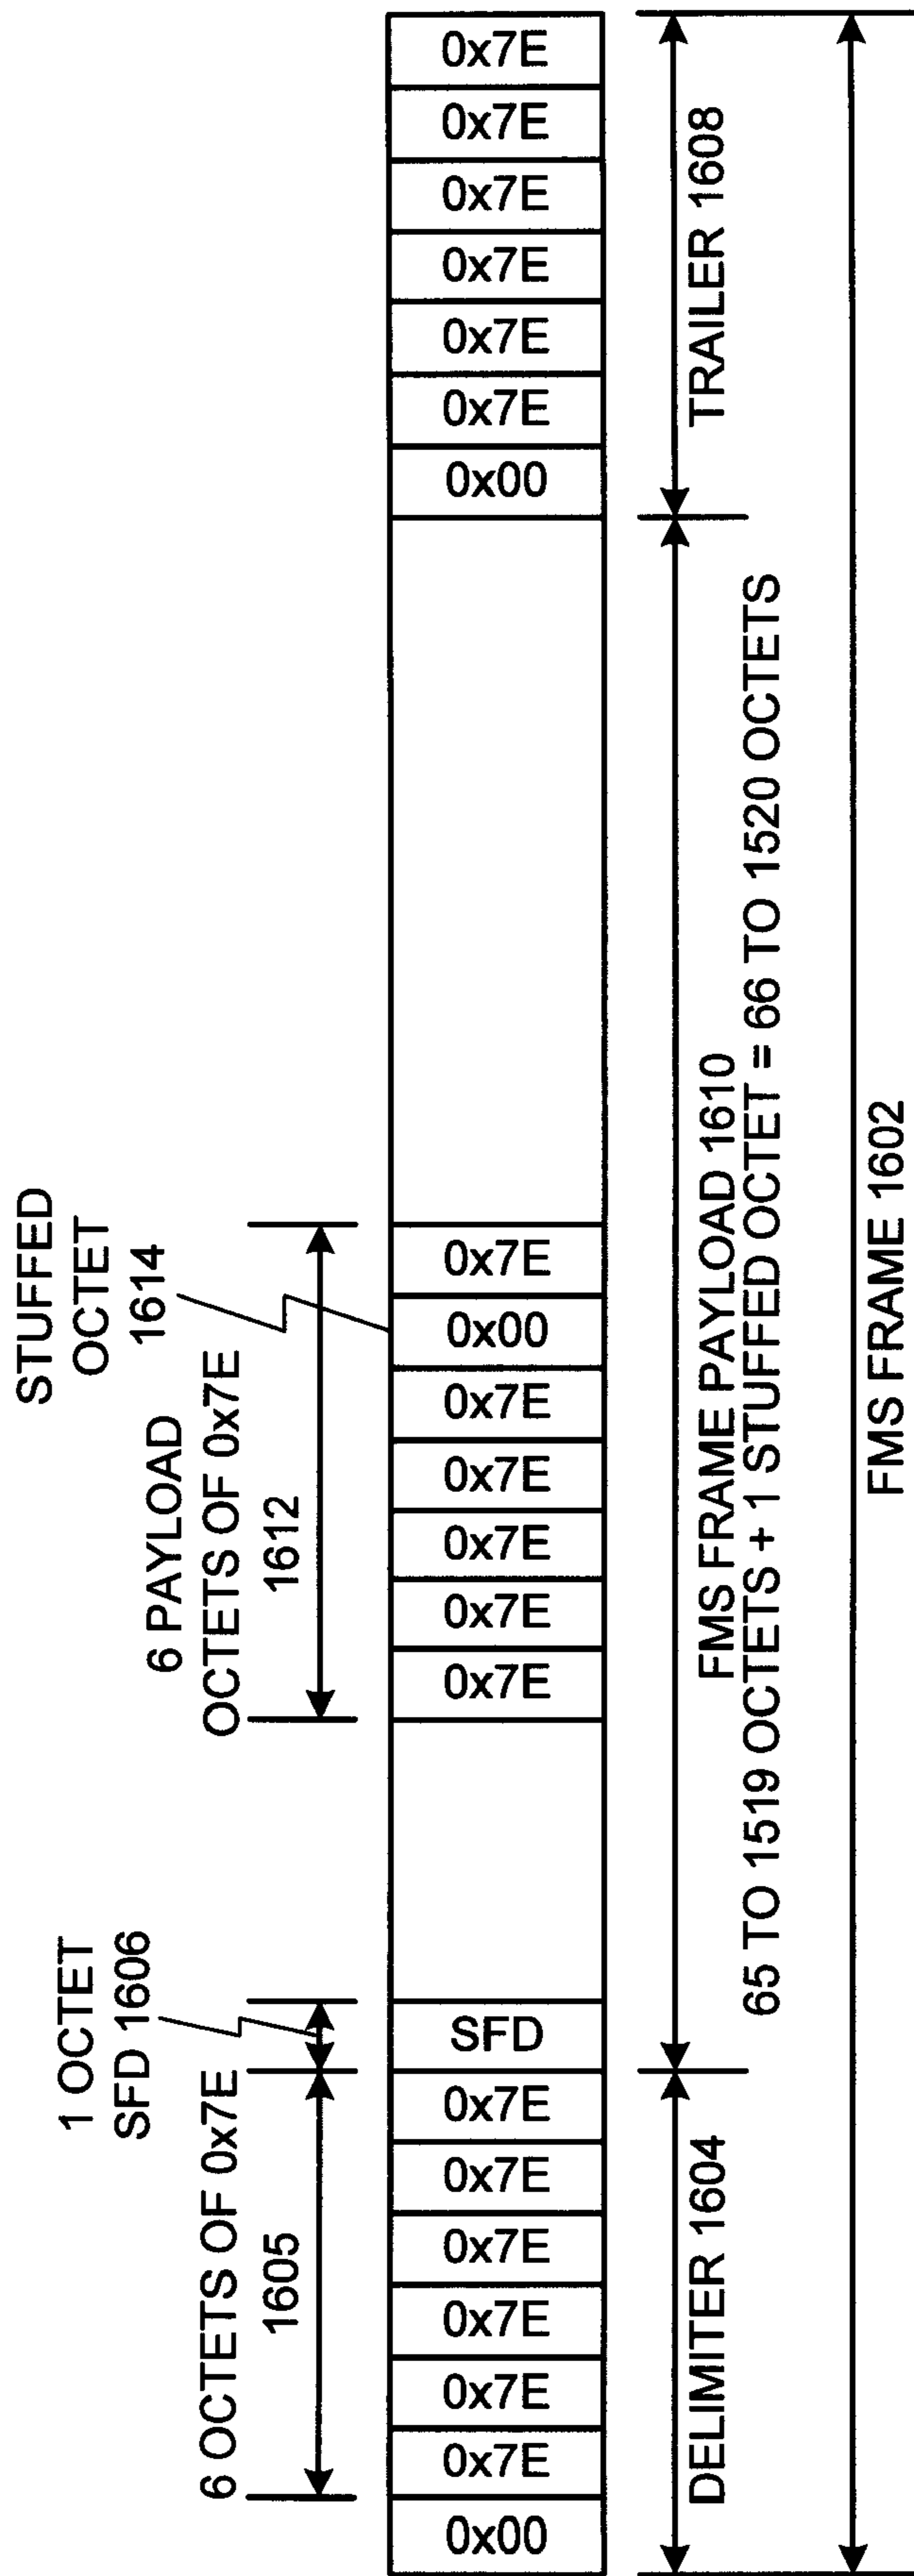 STUFFED
OCTET
1614
6 PAYLOAD
OCTETS OF 0x7E
1612
1 OCTET
SFD 1606
6 OCTETS OF 0x7E
1605
0x00
0x7E
0x7E
0x7E
0x7E
0x7E
0x7E
SFD
0x7E
0x7E
0x7E
0x7E
0x7E
0x00
0x7E
0x00
0x7E
0x7E
0x7E
0x7E
0x7E
0x7E
DELIMITER 1604
FMS FRAME PAYLOAD 1610
65 TO 1519 OCTETS + 1 STUFFED OCTET = 66 TO 1520 OCTETS
TRAILER 1608
FMS FRAME 1602